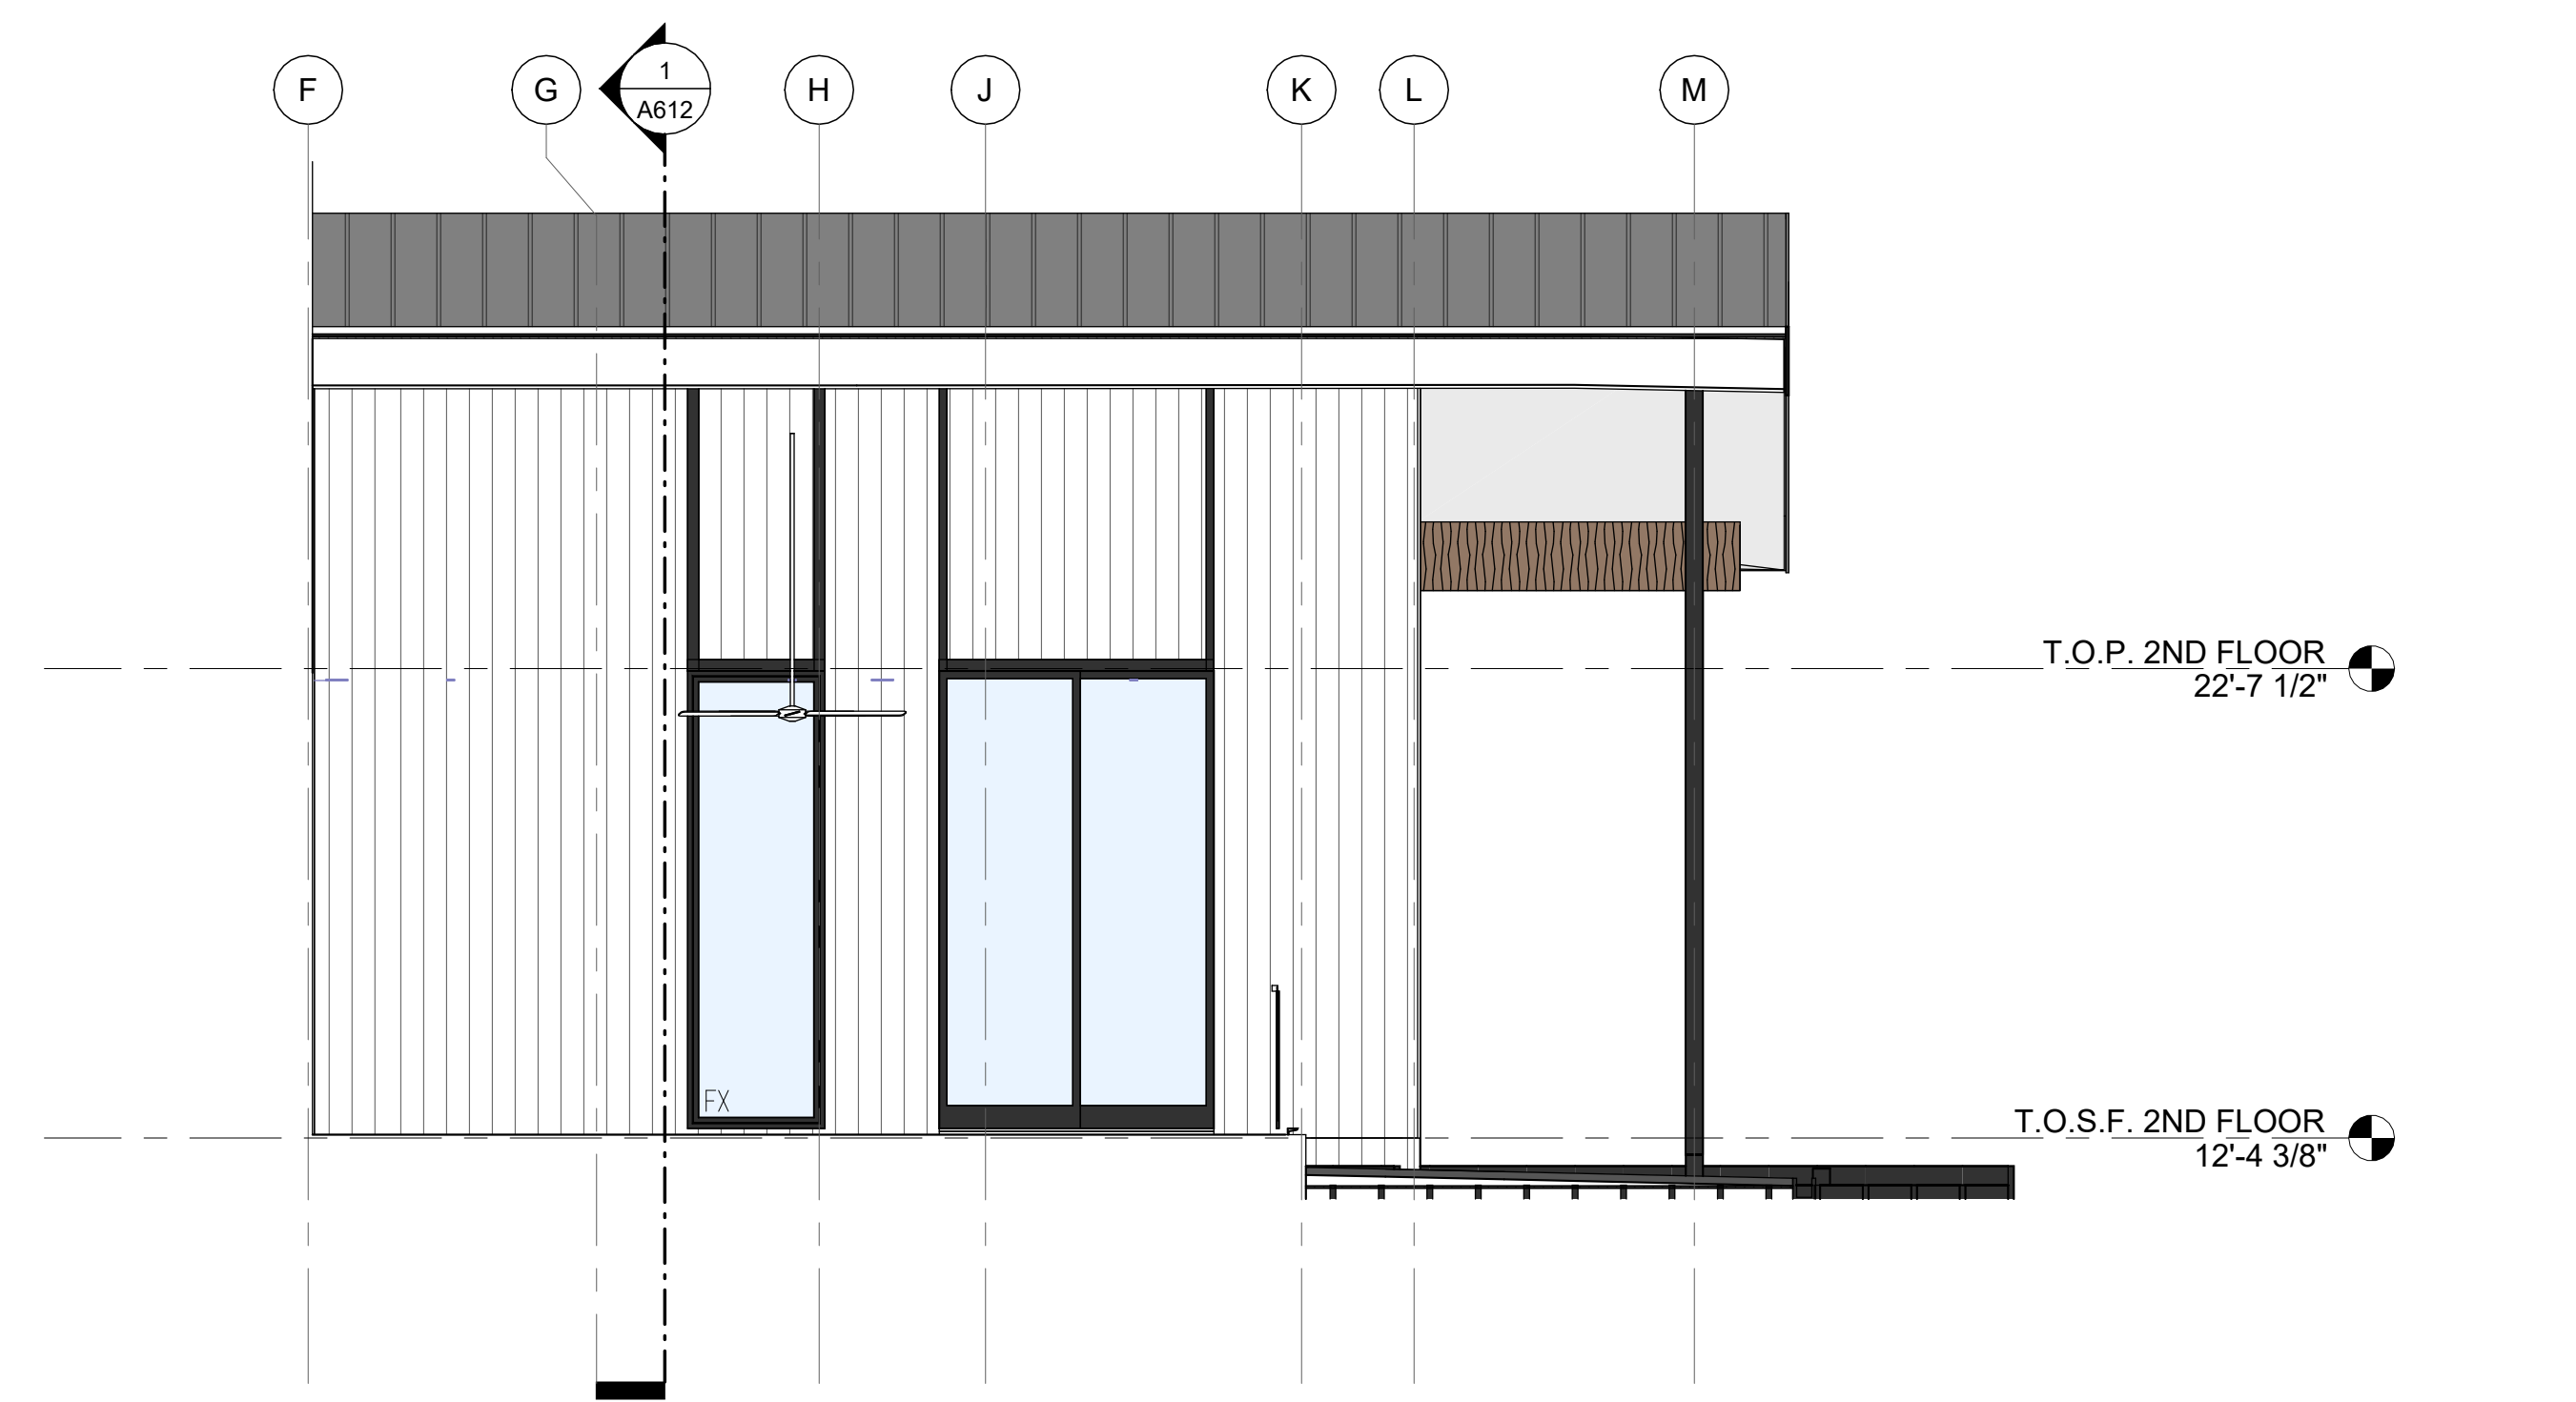 F
G
1
A612
H
J
K
L
M
T.O.P. 2ND FLOOR
22'-7 1/2"
FX
T.O.S.F. 2ND FLOOR
12'-4 3/8"